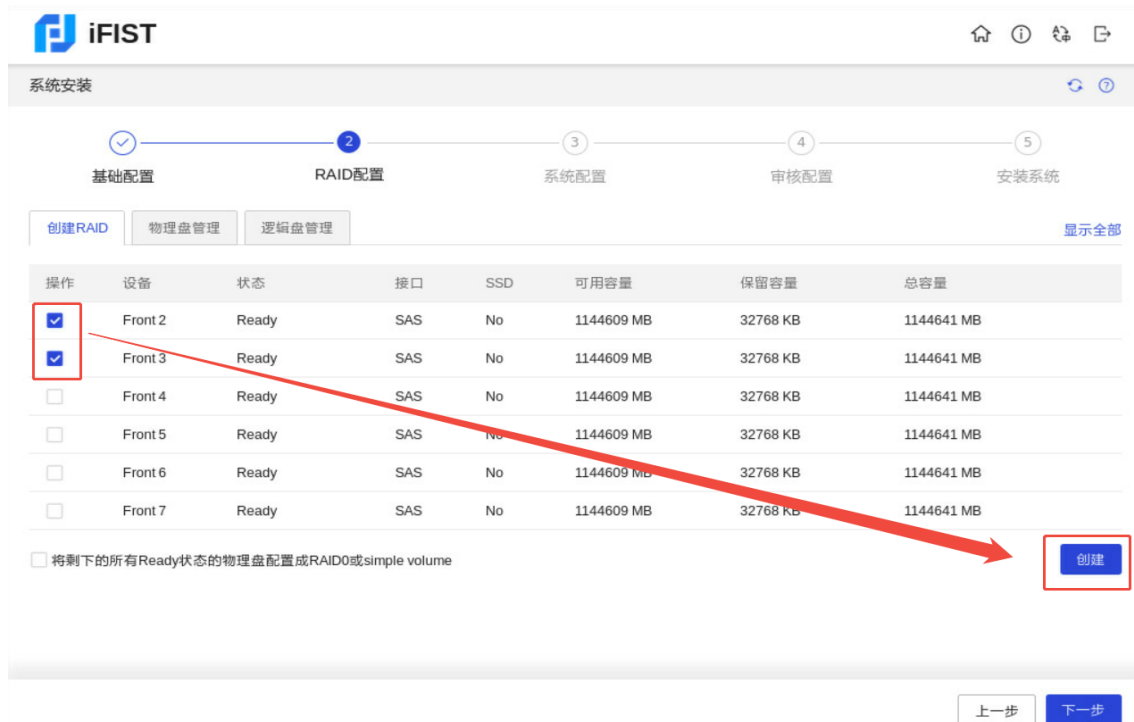 iFIST
系统安装
2 3 4 5
基础配置 RAID配置 系统配置 审核配置 安装系统
创建RAID 物理盘管理 逻辑盘管理 显示全部
操作 设备 状态 接口 SSD 可用容量 保留容量 总容量
Front 2 Ready SAS No 1144609 MB 32768 KB 1144641 MB
Front 3 Ready SAS No 1144609 MB 32768 KB 1144641 MB
Front 4 Ready SAS No 1144609 MB 32768 KB 1144641 MB
Front 5 Ready SAS No 1144609 MB 32768 KB 1144641 MB
Front 6 Ready SAS No 1144609 MB 32768 KB 1144641 MB
Front 7 Ready SAS No 1144609 MB 32768 KB 1144641 MB
将剩下的所有Ready状态的物理盘配置成RAID0或simple volume 创建
上一步 下一步